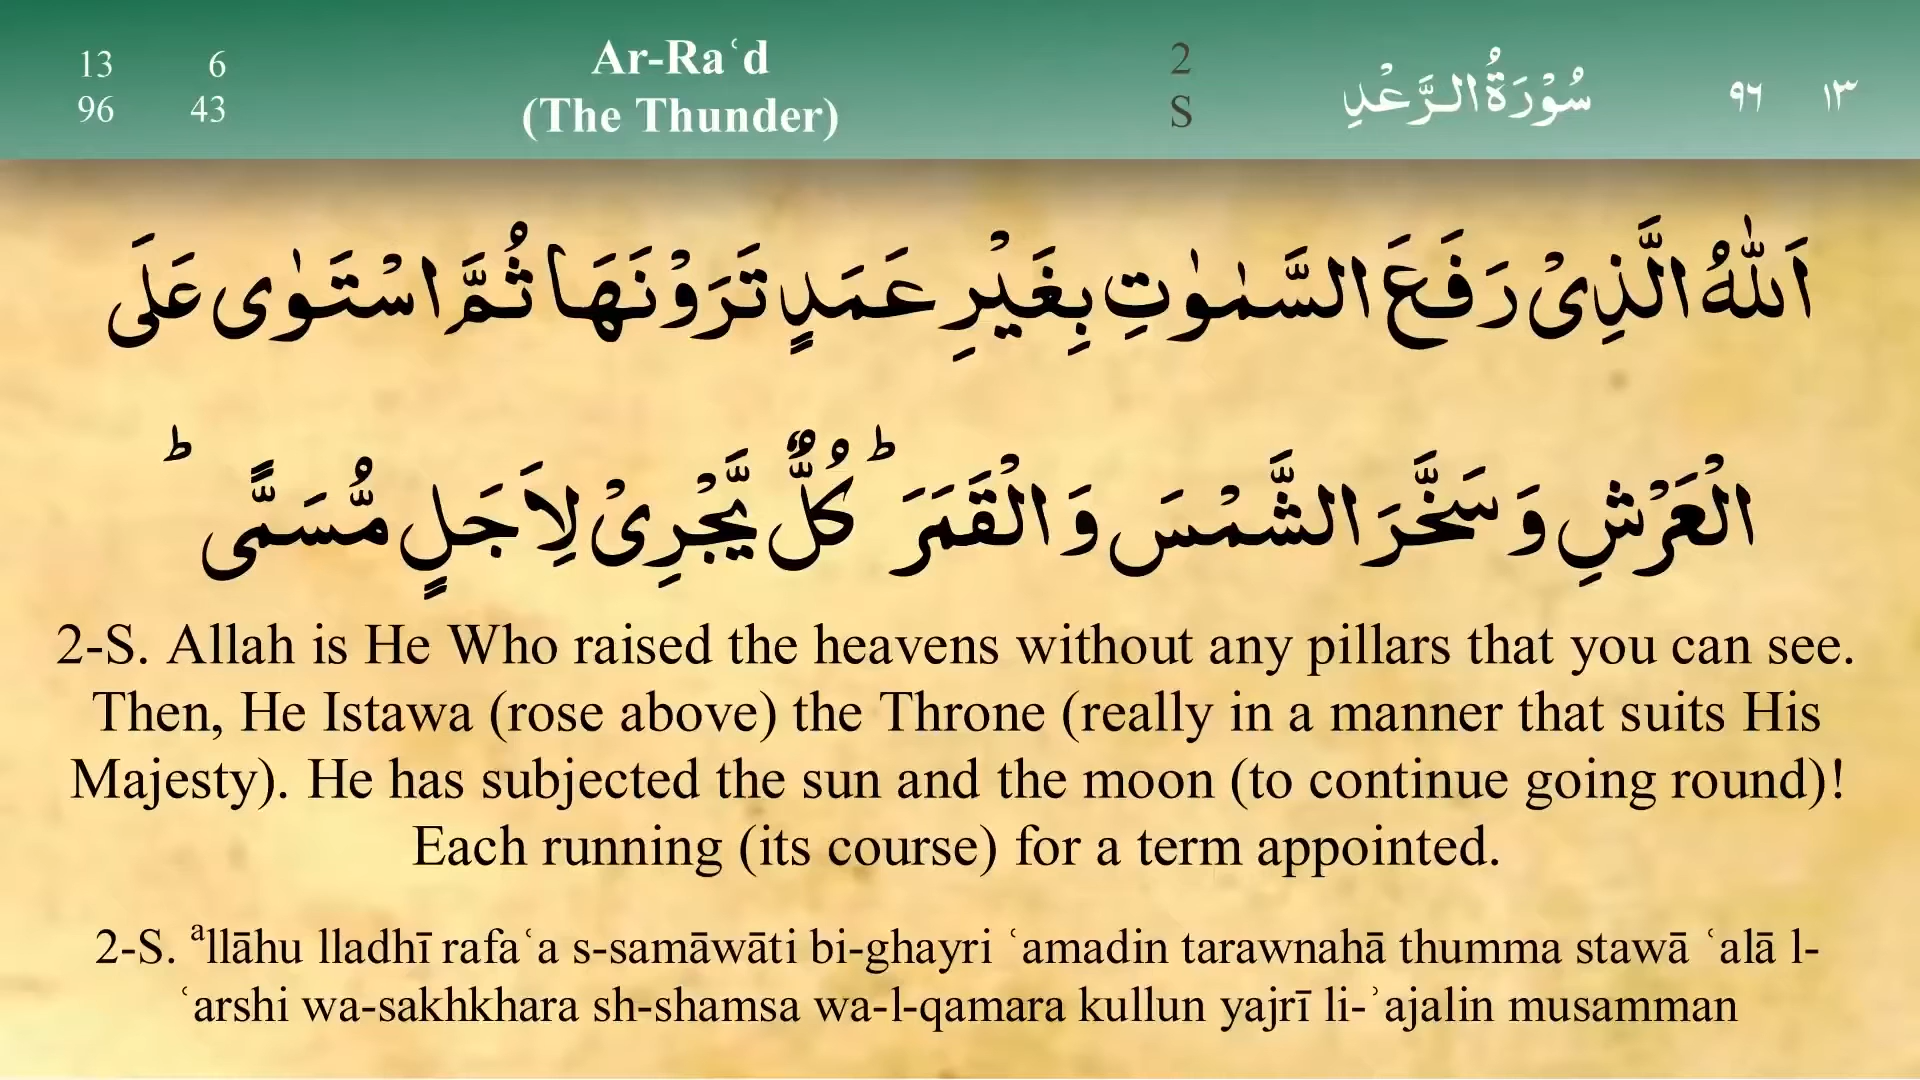 13 6
96 43
Ar-Raʿd
(The Thunder)
2
S
سُوْرَةُ الرَّعْدِ
٩٦ ١٣
اَللّٰهُ الَّذِیْ رَفَعَ السَّمٰوٰتِ بِغَیْرِ عَمَدٍ تَرَوْنَهَا ثُمَّ اسْتَوٰی عَلَی
الْعَرْشِ وَ سَخَّرَ الشَّمْسَ وَ الْقَمَرَ ؕ كُلٌّ یَّجْرِیْ لِاَجَلٍ مُّسَمًّی ؕ
2-S. Allah is He Who raised the heavens without any pillars that you can see.
Then, He Istawa (rose above) the Throne (really in a manner that suits His
Majesty). He has subjected the sun and the moon (to continue going round)!
Each running (its course) for a term appointed.
2-S. ᵃllāhu lladhī rafaʿa s-samāwāti bi-ghayri ʿamadin tarawnahā thumma stawā ʿalā l-
ʿarshi wa-sakhkhara sh-shamsa wa-l-qamara kullun yajrī li-ʾajalin musamman